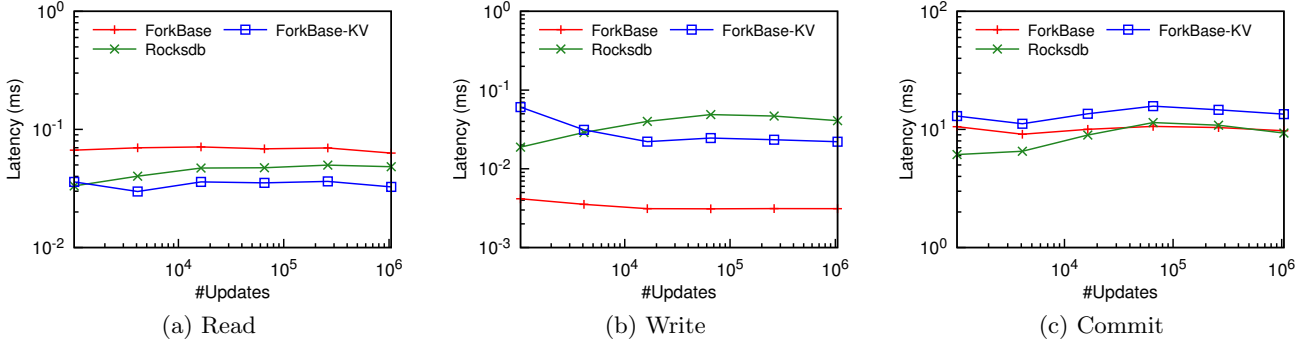 10^0
ForkBase
ForkBase-KV
Rocksdb
Latency (ms)
10^-1
10^-2
10^4
10^5
10^6
#Updates
(a) Read
10^0
ForkBase
ForkBase-KV
Rocksdb
Latency (ms)
10^-1
10^-2
10^-3
10^4
10^5
10^6
#Updates
(b) Write
10^2
ForkBase
ForkBase-KV
Rocksdb
Latency (ms)
10^1
10^0
10^4
10^5
10^6
#Updates
(c) Commit